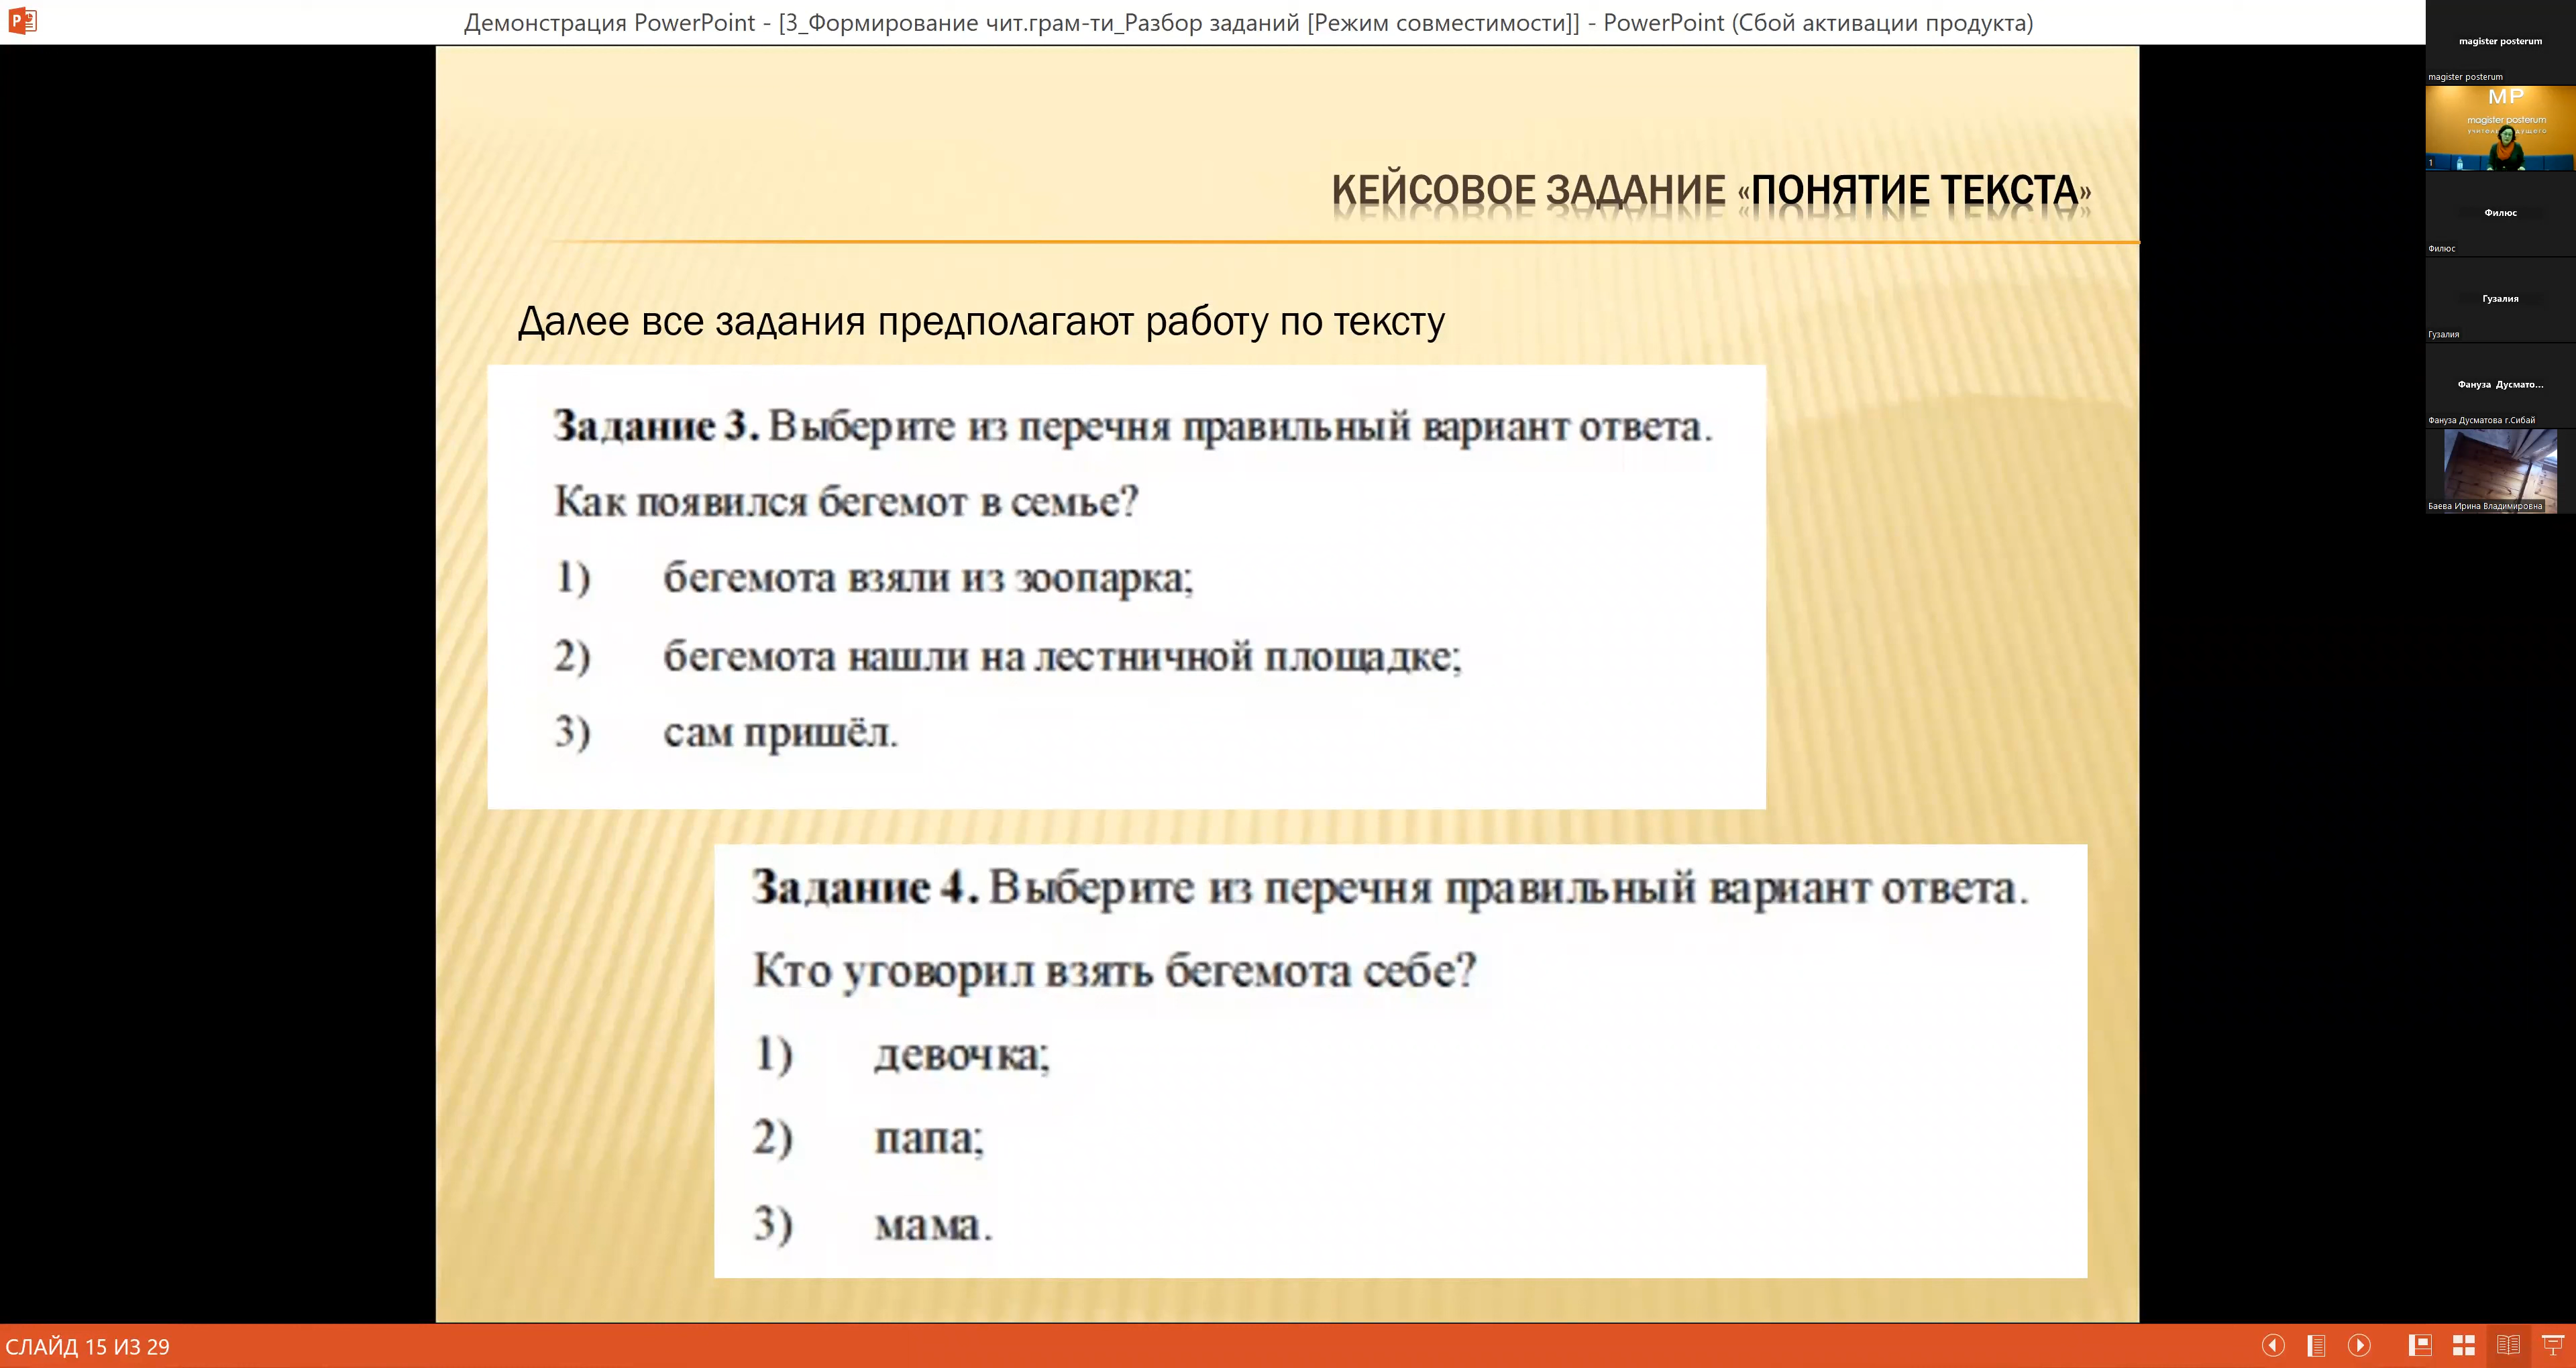 Демонстрация PowerPoint - [3_Формирование чит.грам-ти_Разбор заданий [Режим совместимости]] - PowerPoint (Сбой активации продукта)
КЕЙСОВОЕ ЗАДАНИЕ «ПОНЯТИЕ ТЕКСТА»
Далее все задания предполагают работу по тексту
Задание 3. Выберите из перечня правильный вариант ответа.
Как появился бегемот в семье?
1) бегемота взяли из зоопарка;
2) бегемота нашли на лестничной площадке;
3) сам пришёл.
Задание 4. Выберите из перечня правильный вариант ответа.
Кто уговорил взять бегемота себе?
1) девочка;
2) папа;
3) мама.
СЛАЙД 15 ИЗ 29
magister posterum
magister posterum
МР
magister posterum
1
Филюс
Филюс
Гузалия
Гузалия
Фануза Дусмато...
Фануза Дусматова г.Сибай
Баева Ирина Владимировна